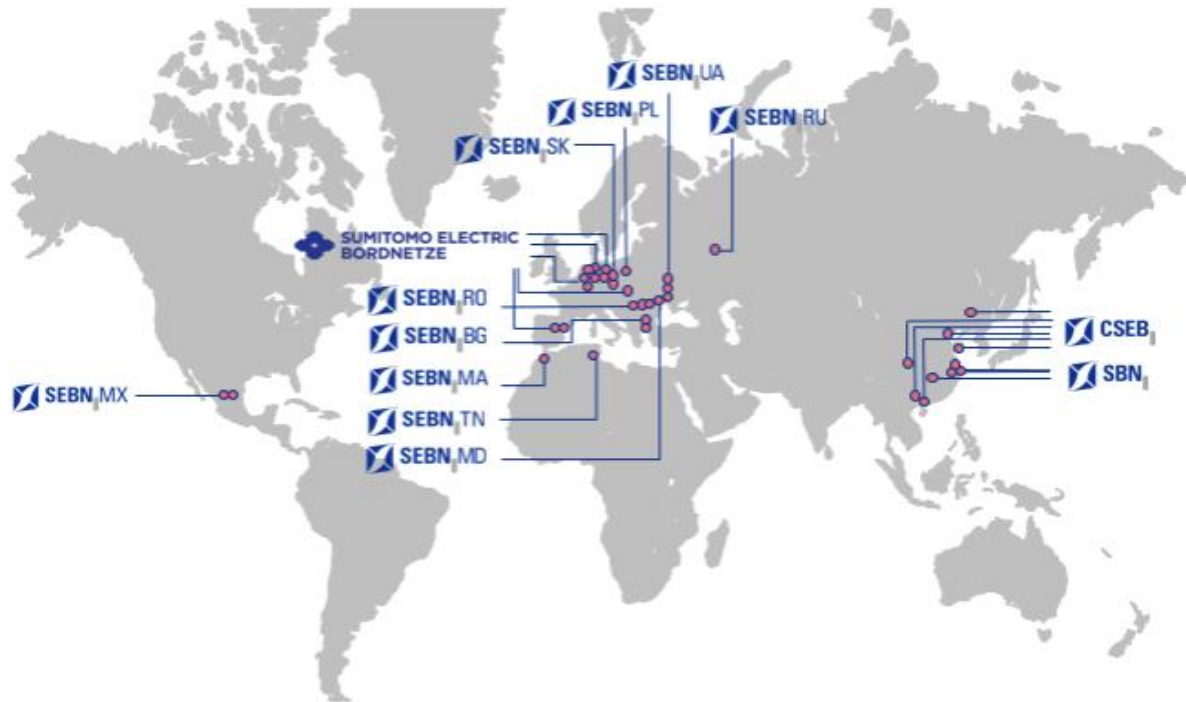 SEBN UA
SEBN PL
SEBN RU
SEBN SK
SUMITOMO ELECTRIC
BORDNETZE
SEBN RO
SEBN BG
CSEB
SEBN MA
SBN
SEBN MX
SEBN TN
SEBN MD